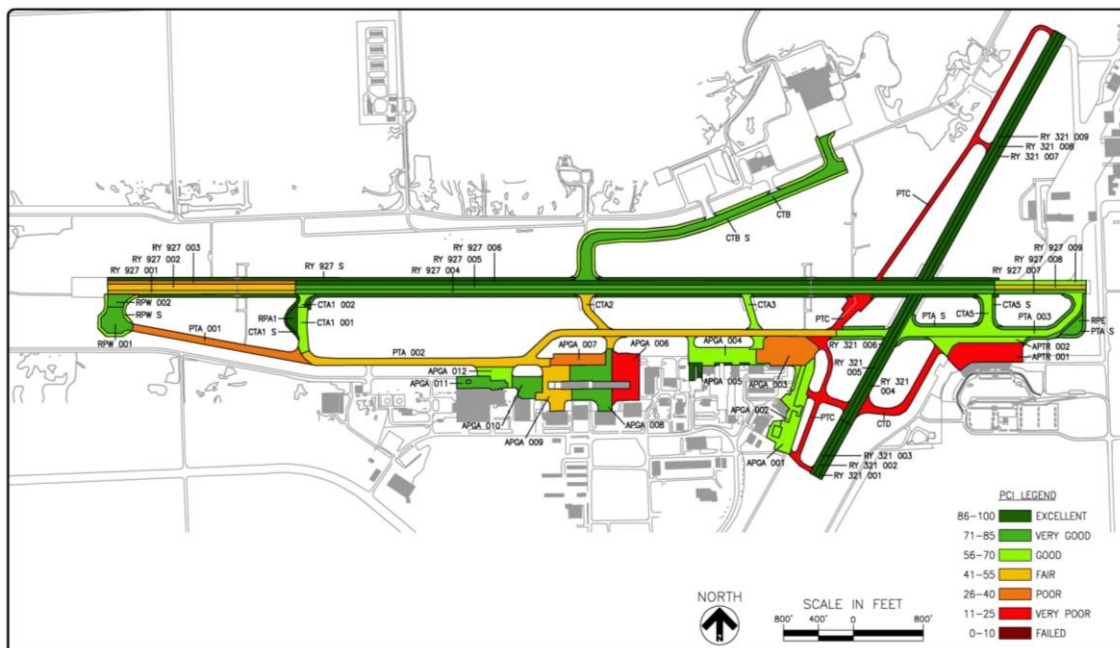 RY 321 009
RY 321 008
RY 321 007
PTC
CTB
CTB S
RY 927 003
RY 927 002
RY 927 001
RY 927 S
RY 927 006
RY 927 005
RY 927 004
RY 927 009
RY 927 008
RY 927 007
RPW 002
RPW S
RPW 001
PTA 001
RPA1
CTA1 S
CTA1 002
CTA1 001
CTA2
CTA3
PTC
PTA S
CTA5
CTA5 S
PTA 003
RPE
PTA S
PTA 002
APGA 007
APGA 006
APGA 004
RY 321 006
RY 321 005
RY 321 004
APTR 002
APTR 001
APGA 012
APGA 011
APGA 010
APGA 009
APGA 008
APGA 005
APGA 003
APGA 002
APGA 001
PTC
CTD
RY 321 003
RY 321 002
RY 321 001
PCI LEGEND
86-100 EXCELLENT
71-85 VERY GOOD
56-70 GOOD
41-55 FAIR
26-40 POOR
11-25 VERY POOR
0-10 FAILED
NORTH
SCALE IN FEET
800' 400' 0 800'